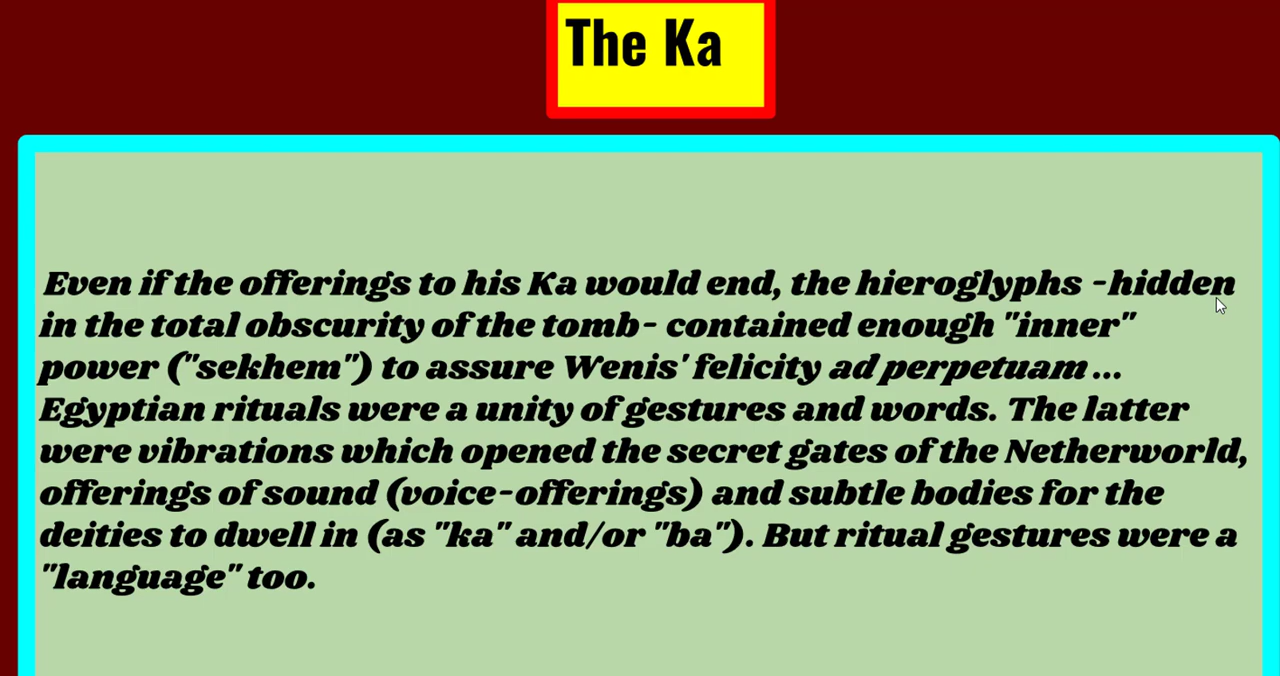 The Ka
Even if the offerings to his Ka would end, the hieroglyphs -hidden
in the total obscurity of the tomb- contained enough "inner"
power ("sekhem") to assure Wenis' felicity ad perpetuam ...
Egyptian rituals were a unity of gestures and words. The latter
were vibrations which opened the secret gates of the Netherworld,
offerings of sound (voice-offerings) and subtle bodies for the
deities to dwell in (as "ka" and/or "ba"). But ritual gestures were a
"language" too.